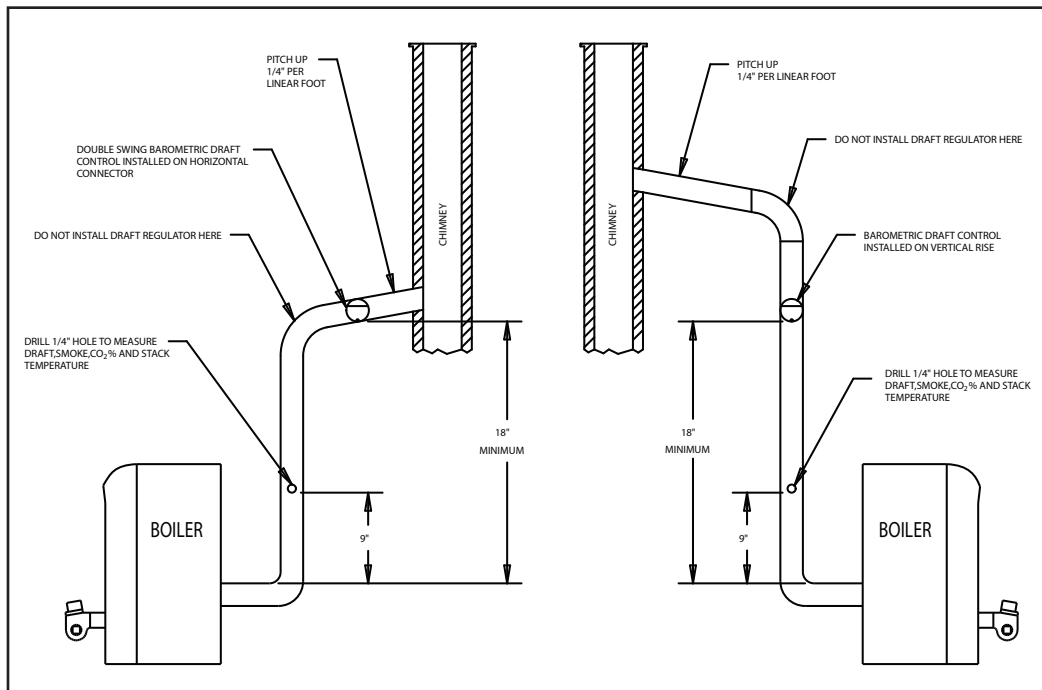 PITCH UP
1/4" PER
LINEAR FOOT
DOUBLE SWING BAROMETRIC DRAFT
CONTROL INSTALLED ON HORIZONTAL
CONNECTOR
DO NOT INSTALL DRAFT REGULATOR HERE
DRILL 1/4" HOLE TO MEASURE
DRAFT,SMOKE,CO₂% AND STACK
TEMPERATURE
CHIMNEY
18"
MINIMUM
9"
BOILER
PITCH UP
1/4" PER LINEAR FOOT
DO NOT INSTALL DRAFT REGULATOR HERE
CHIMNEY
BAROMETRIC DRAFT CONTROL
INSTALLED ON VERTICAL RISE
DRILL 1/4" HOLE TO MEASURE
DRAFT,SMOKE,CO₂% AND STACK
TEMPERATURE
18"
MINIMUM
9"
BOILER